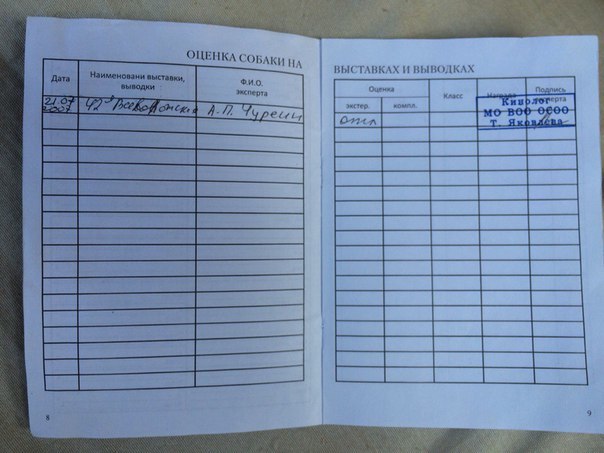 ОЦЕНКА СОБАКИ НА
Дата
Наименовани выставки,
выводки
Ф.И.О.
эксперта
21.07
2007
42я А.П. Чурсин
8
ВЫСТАВКАХ И ВЫВОДКАХ
Оценка
экстер.
компл.
Класс
Награда
Подпись
эксперта
отл
Кинолог
МО ВОО ОСОО
Т. Яковлева
9